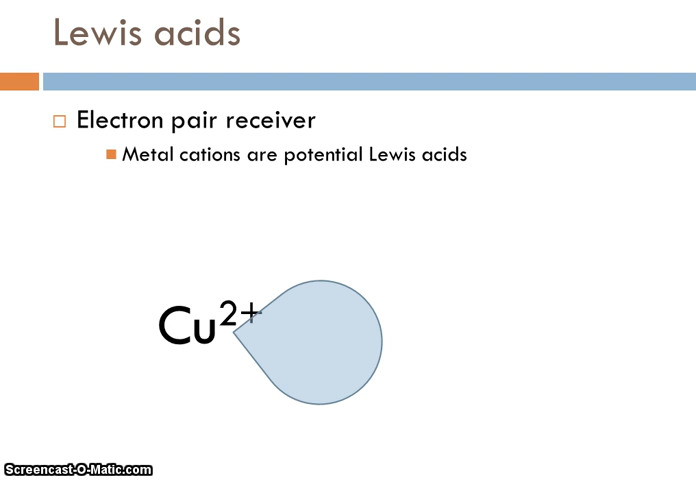 Lewis acids
Electron pair receiver
Metal cations are potential Lewis acids
Cu²⁺
Screencast-O-Matic.com